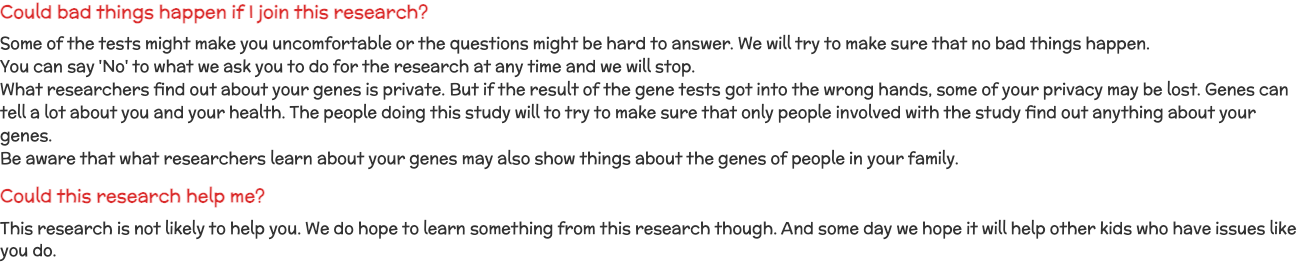 Could bad things happen if I join this research?
Some of the tests might make you uncomfortable or the questions might be hard to answer. We will try to make sure that no bad things happen.
You can say 'No' to what we ask you to do for the research at any time and we will stop.
What researchers find out about your genes is private. But if the result of the gene tests got into the wrong hands, some of your privacy may be lost. Genes can
tell a lot about you and your health. The people doing this study will to try to make sure that only people involved with the study find out anything about your
genes.
Be aware that what researchers learn about your genes may also show things about the genes of people in your family.
Could this research help me?
This research is not likely to help you. We do hope to learn something from this research though. And some day we hope it will help other kids who have issues like
you do.